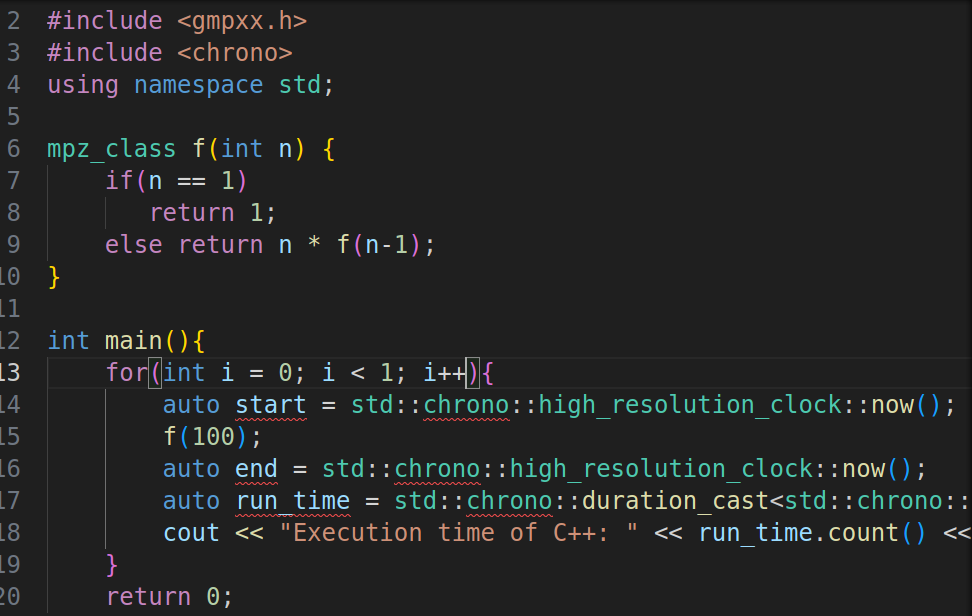 2 #include <gmpxx.h>
3 #include <chrono>
4 using namespace std;
5
6 mpz_class f(int n) {
7     if(n == 1)
8        return 1;
9     else return n * f(n-1);
10 }
11
12 int main(){
13     for(int i = 0; i < 1; i++){
14         auto start = std::chrono::high_resolution_clock::now();
15         f(100);
16         auto end = std::chrono::high_resolution_clock::now();
17         auto run_time = std::chrono::duration_cast<std::chrono::
18         cout << "Execution time of C++: " << run_time.count() <<
19     }
20     return 0;